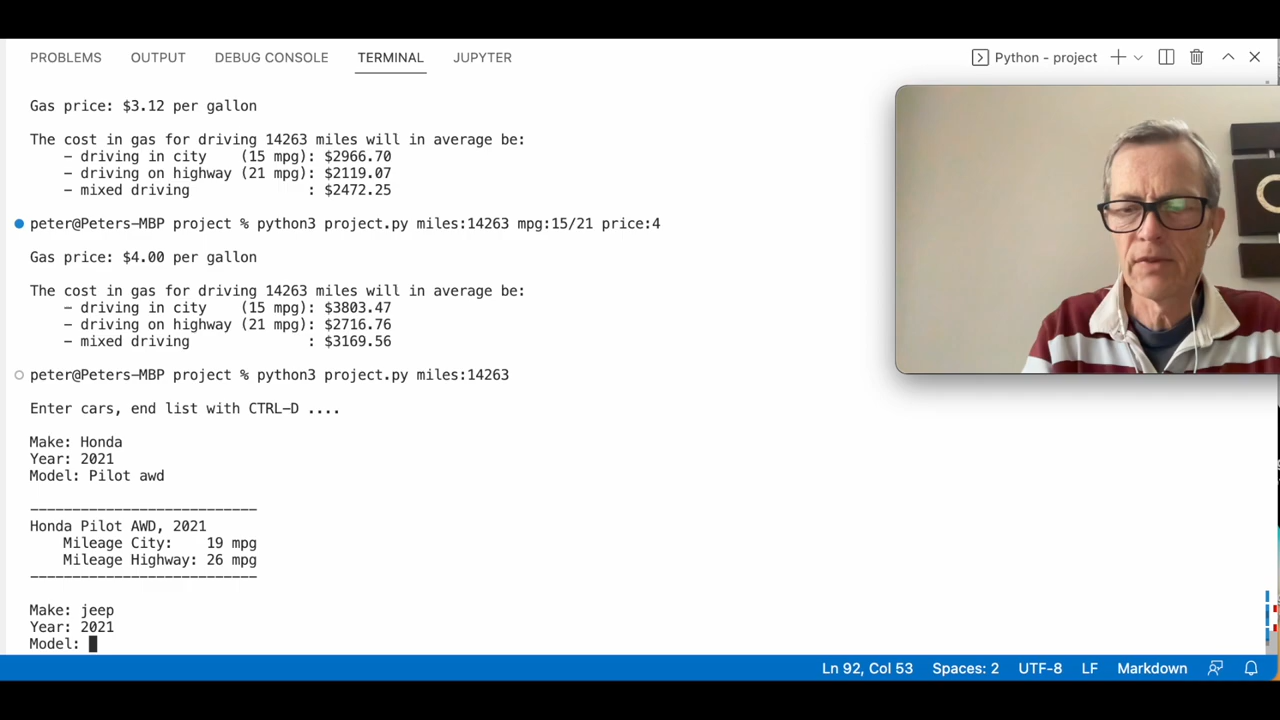 PROBLEMS OUTPUT DEBUG CONSOLE TERMINAL JUPYTER Python - project
Gas price: $3.12 per gallon
The cost in gas for driving 14263 miles will in average be:
- driving in city (15 mpg): $2966.70
- driving on highway (21 mpg): $2119.07
- mixed driving : $2472.25
peter@Peters-MBP project % python3 project.py miles:14263 mpg:15/21 price:4
Gas price: $4.00 per gallon
The cost in gas for driving 14263 miles will in average be:
- driving in city (15 mpg): $3803.47
- driving on highway (21 mpg): $2716.76
- mixed driving : $3169.56
peter@Peters-MBP project % python3 project.py miles:14263
Enter cars, end list with CTRL-D ....
Make: Honda
Year: 2021
Model: Pilot awd
---------------------------
Honda Pilot AWD, 2021
Mileage City: 19 mpg
Mileage Highway: 26 mpg
---------------------------
Make: jeep
Year: 2021
Model:
Ln 92, Col 53 Spaces: 2 UTF-8 LF Markdown